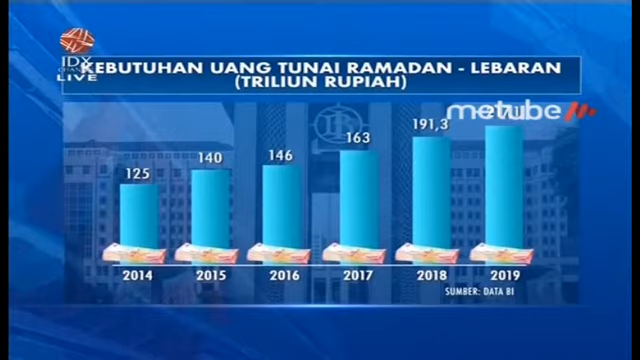 IDX
CHANNEL
LIVE
KEBUTUHAN UANG TUNAI RAMADAN - LEBARAN
(TRILIUN RUPIAH)
metube
125
140
146
163
191,3
2014
2015
2016
2017
2018
2019
SUMBER: DATA BI